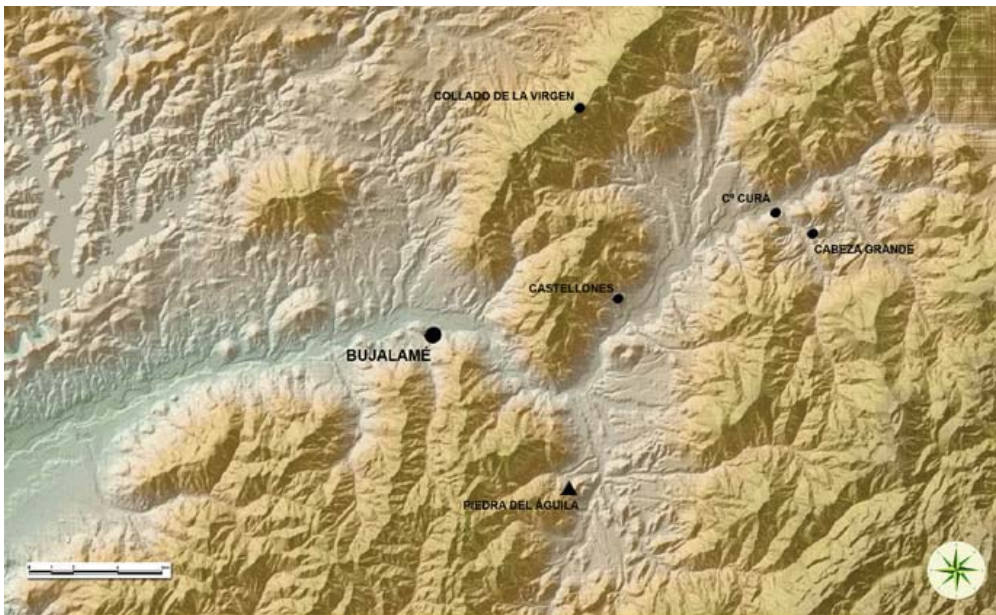 COLLADO DE LA VIRGEN
Cº CURA
CABEZA GRANDE
CASTELLONES
BUJALAMÉ
PIEDRA DEL ÁGUILA